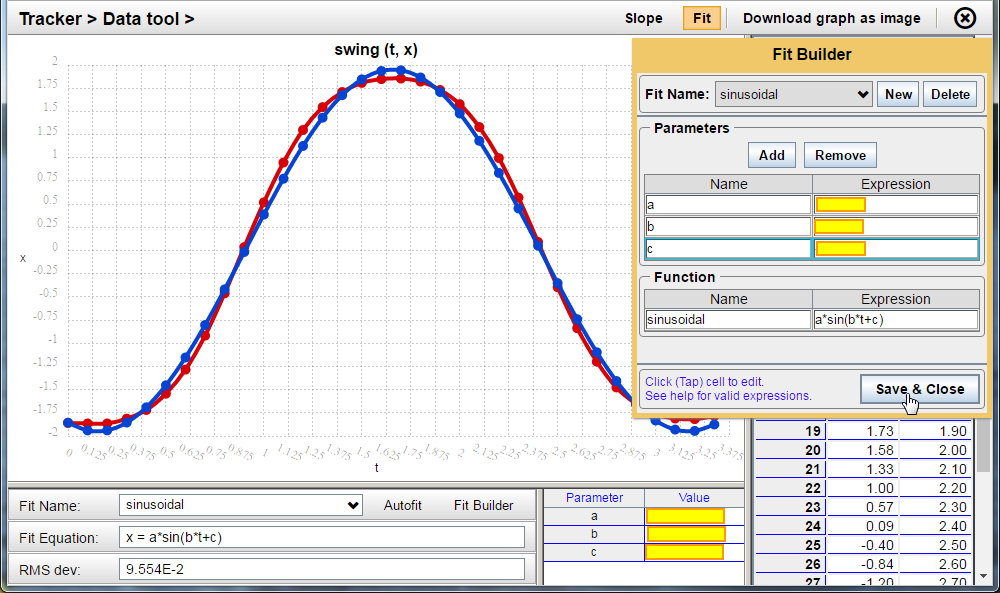 Tracker > Data tool >
Slope Fit Download graph as image
swing (t, x)
2
1.75
1.5
1.25
1
0.75
0.5
0.25
0
-0.25
-0.5
-0.75
-1
-1.25
-1.5
-1.75
-2
x
0 0.125 0.25 0.375 0.5 0.625 0.75 0.875 1 1.125 1.25 1.375 1.5 1.625 1.75 1.875 2 2.125 2.25 2.375 2.5 2.625 2.75 2.875 3 3.125 3.25 3.375
t
Fit Builder
Fit Name: sinusoidal New Delete
Parameters
Add Remove
Name Expression
a
b
c
Function
Name Expression
sinusoidal a*sin(b*t+c)
Click (Tap) cell to edit.
See help for valid expressions.
Save & Close
19 1.73 1.90
20 1.58 2.00
21 1.33 2.10
22 1.00 2.20
23 0.57 2.30
24 0.09 2.40
25 -0.40 2.50
26 -0.84 2.60
27 -1.20 2.70
Fit Name: sinusoidal Autofit Fit Builder
Fit Equation: x = a*sin(b*t+c)
RMS dev: 9.554E-2
Parameter Value
a
b
c